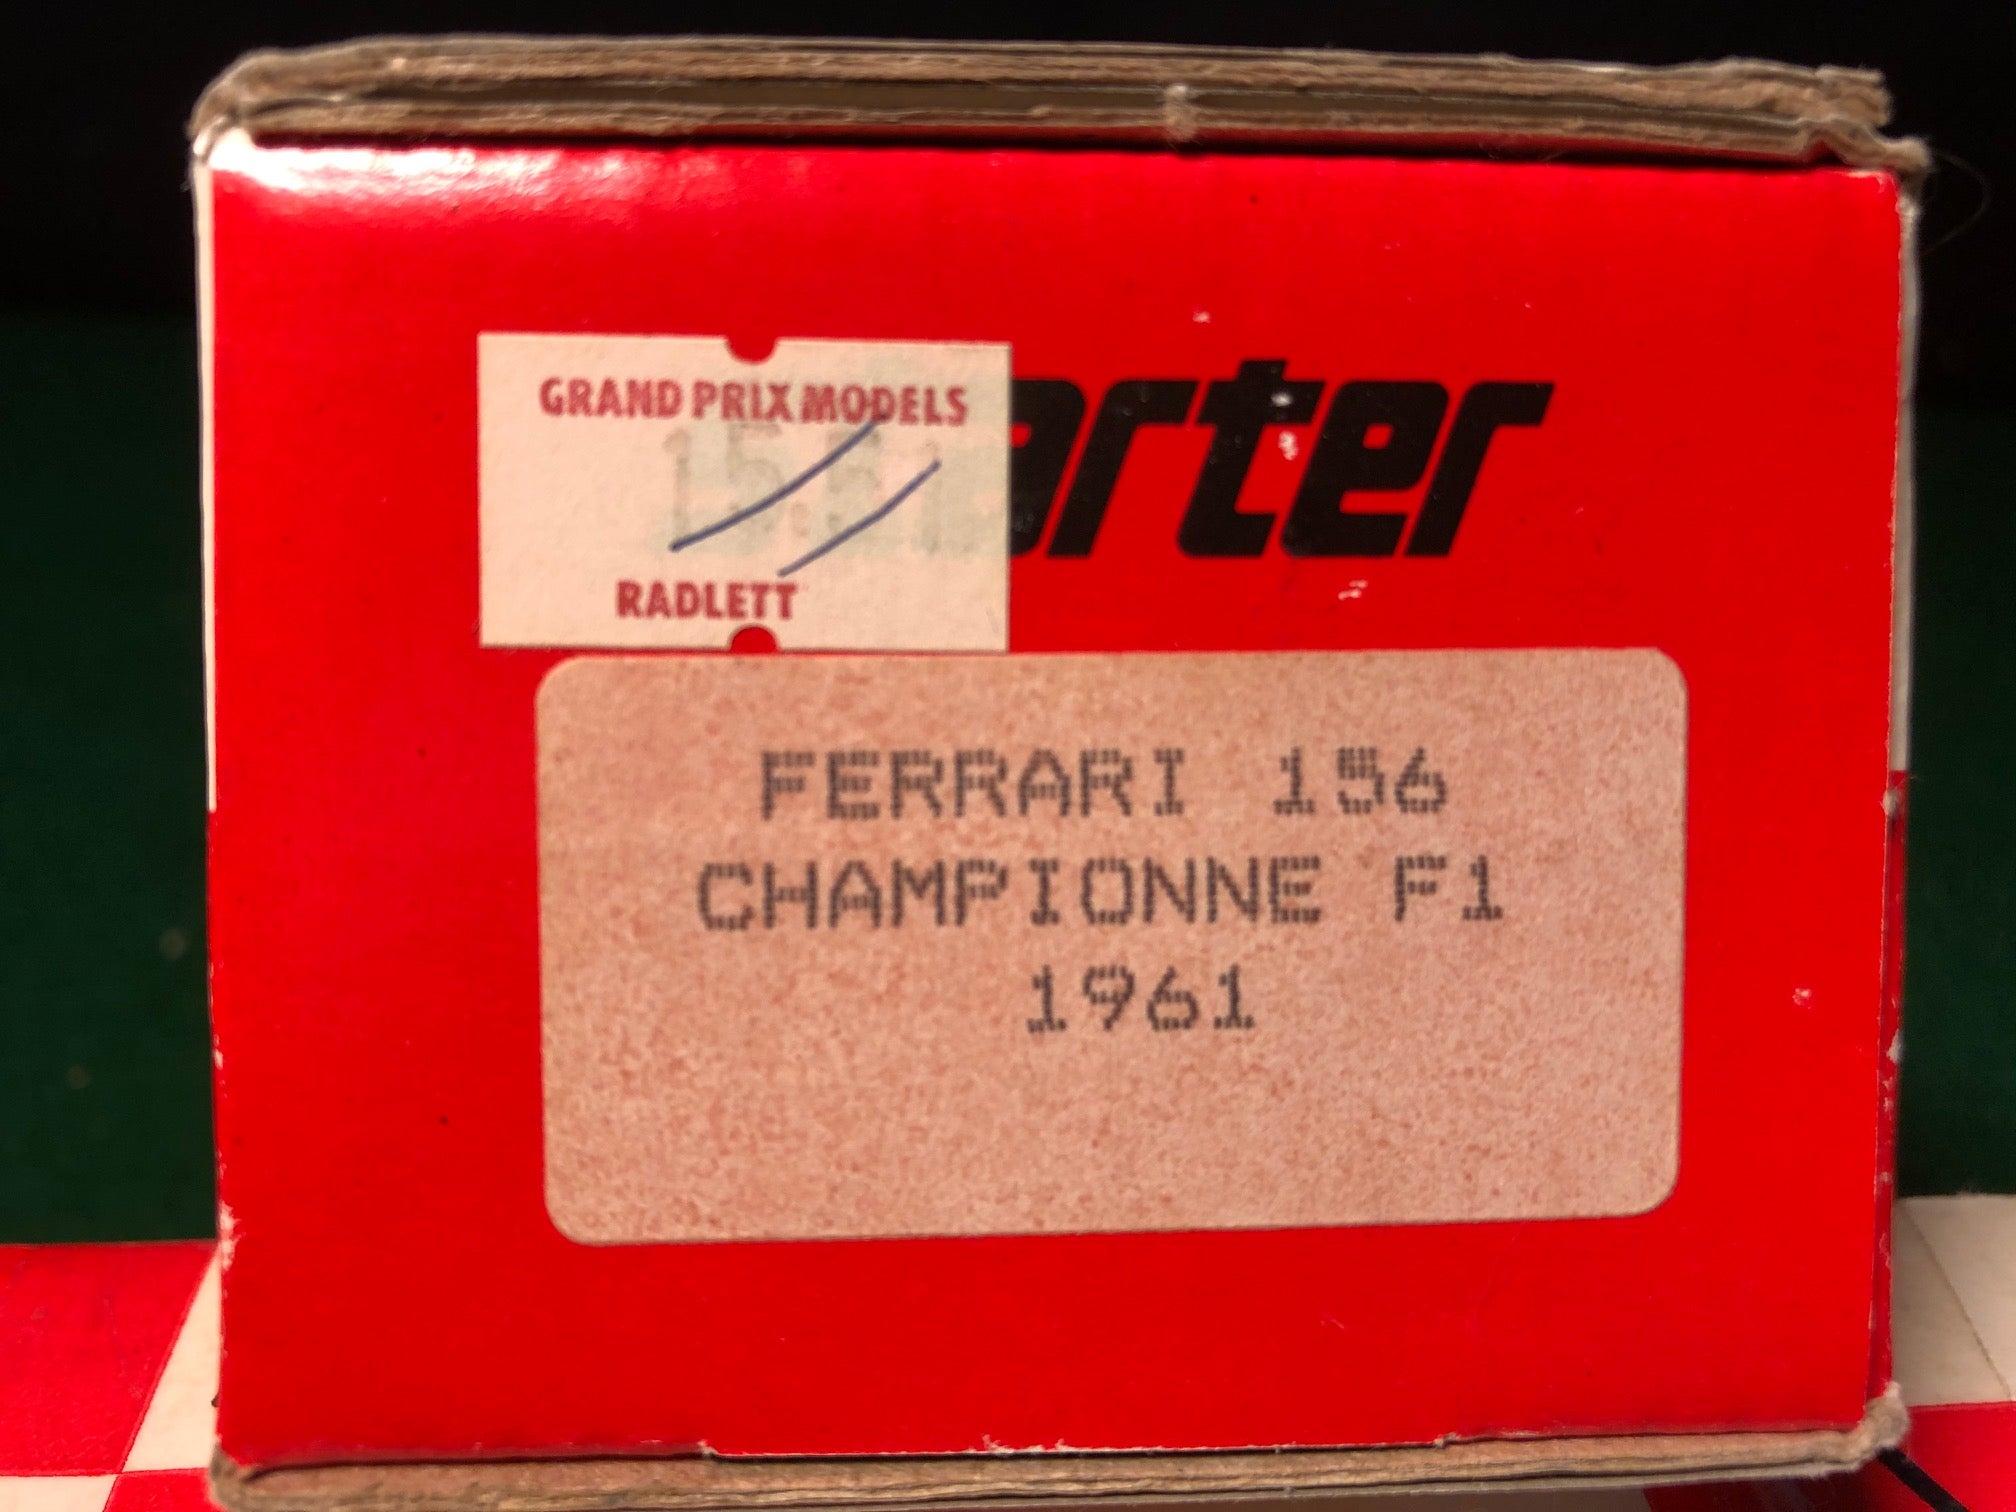 GRAND PRIX MODELS
arter
RADLETT
FERRARI 156
CHAMPIONNE F1
1961